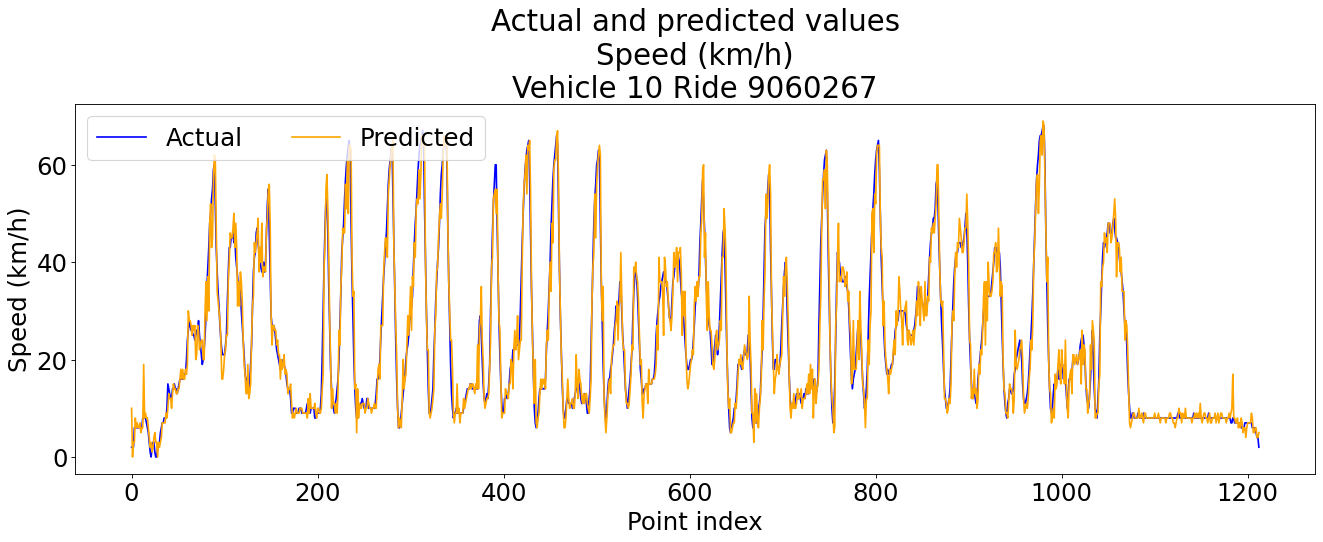 Actual and predicted values
Speed (km/h)
Vehicle 10 Ride 9060267
Actual Predicted
Speed (km/h)
60
40
20
0
0 200 400 600 800 1000 1200
Point index